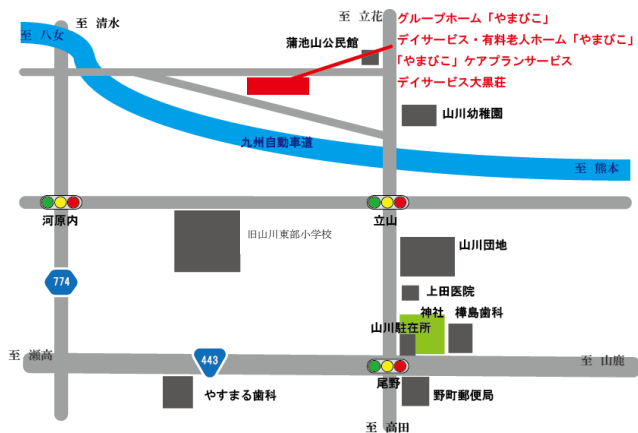 至 立花
至 清水
至 八女
グループホーム「やまびこ」
デイサービス・有料老人ホーム「やまびこ」
「やまびこ」ケアプランサービス
デイサービス大黒荘
蒲池山公民館
山川幼稚園
九州自動車道
至 熊本
河原内
立山
旧山川東部小学校
山川団地
774
上田医院
神社
樺島歯科
山川駐在所
至 瀬高
443
至 山鹿
尾野
やすまる歯科
野町郵便局
至 高田